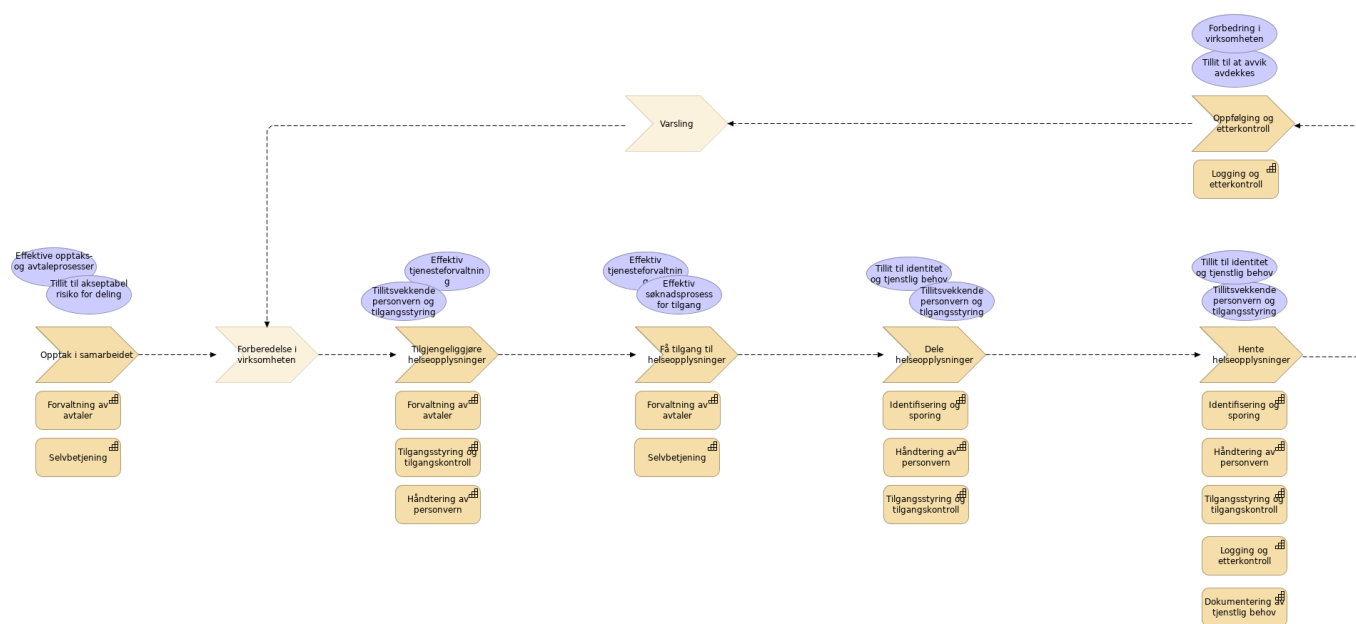 Forbedring i
virksomheten
Tillit til at avvik
avdekkes
Varsling
Oppfølging og
etterkontroll
Logging og
etterkontroll
Effektive opptaks-
og avtaleprosesser
Tillit til akseptabel
risiko for deling
Effektiv
tjenesteforvaltnin
g
Tillitsvekkende
personvern og
tilgangsstyring
Effektiv
tjenesteforvaltnin
g
Effektiv
søknadsprosess
for tilgang
Tillit til identitet
og tjenstlig behov
Tillitsvekkende
personvern og
tilgangsstyring
Tillit til identitet
og tjenstlig behov
Tillitsvekkende
personvern og
tilgangsstyring
Opptak i samarbeidet
Forberedelse i
virksomheten
Tilgjengeliggjøre
helseopplysninger
Få tilgang til
helseopplysninger
Dele
helseopplysninger
Hente
helseopplysninger
Forvaltning av
avtaler
Selvbetjening
Forvaltning av
avtaler
Tilgangsstyring og
tilgangskontroll
Håndtering av
personvern
Forvaltning av
avtaler
Selvbetjening
Identifisering og
sporing
Håndtering av
personvern
Tilgangsstyring og
tilgangskontroll
Identifisering og
sporing
Håndtering av
personvern
Tilgangsstyring og
tilgangskontroll
Logging og
etterkontroll
Dokumentering av
tjenstlig behov